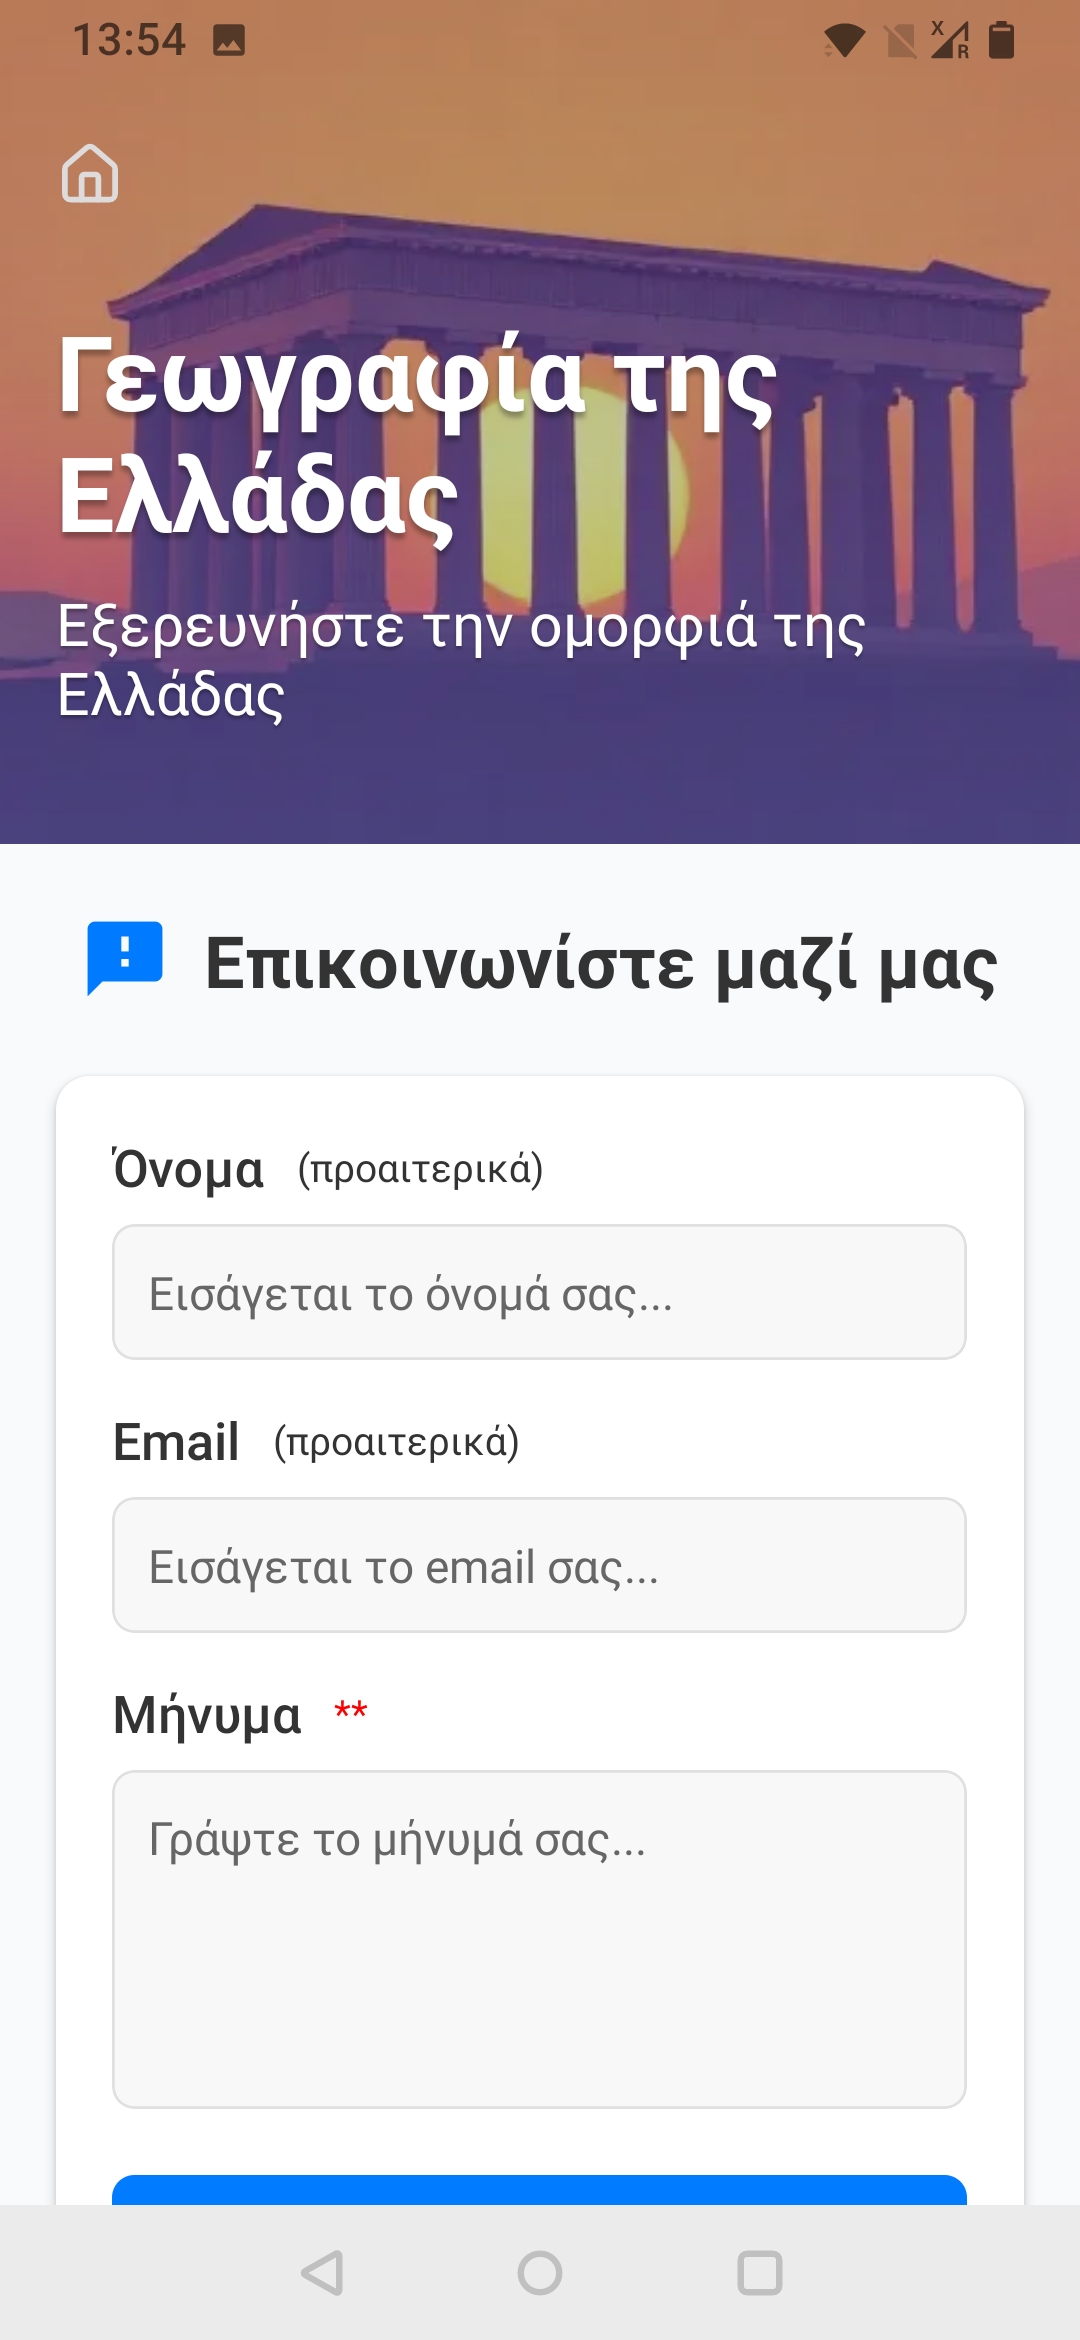 13:54
X
R
Γεωγραφία της
Ελλάδας
Εξερευνήστε την ομορφιά της
Ελλάδας
Επικοινωνίστε μαζί μας
Όνομα (προαιτερικά)
Εισάγεται το όνομά σας...
Email (προαιτερικά)
Εισάγεται το email σας...
Μήνυμα **
Γράψτε το μήνυμά σας...